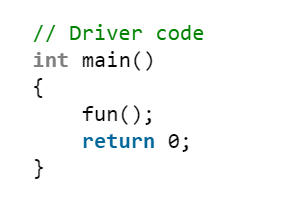 // Driver code
int main()
{
    fun();
    return 0;
}